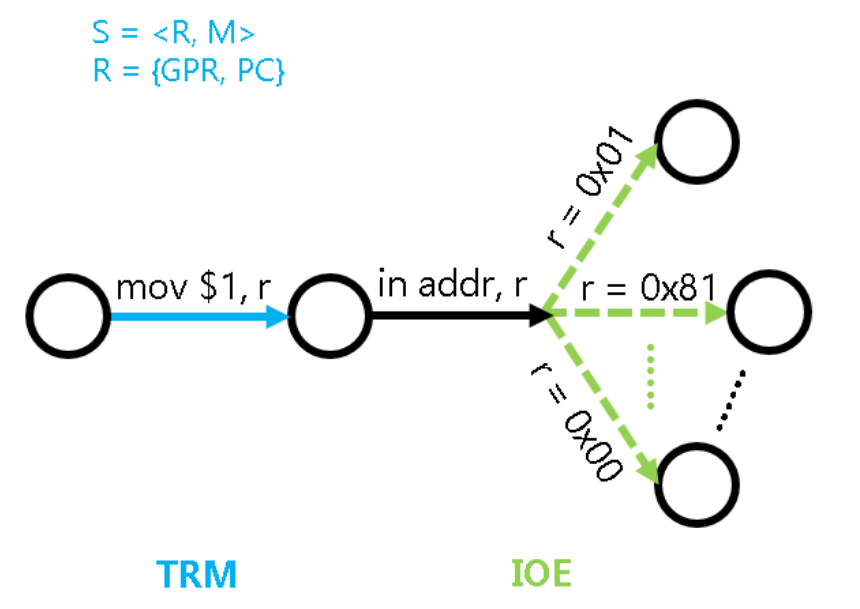 S = <R, M>
R = {GPR, PC}
mov $1, r
in addr, r
r = 0x01
r = 0x81
r = 0x00
TRM
IOE